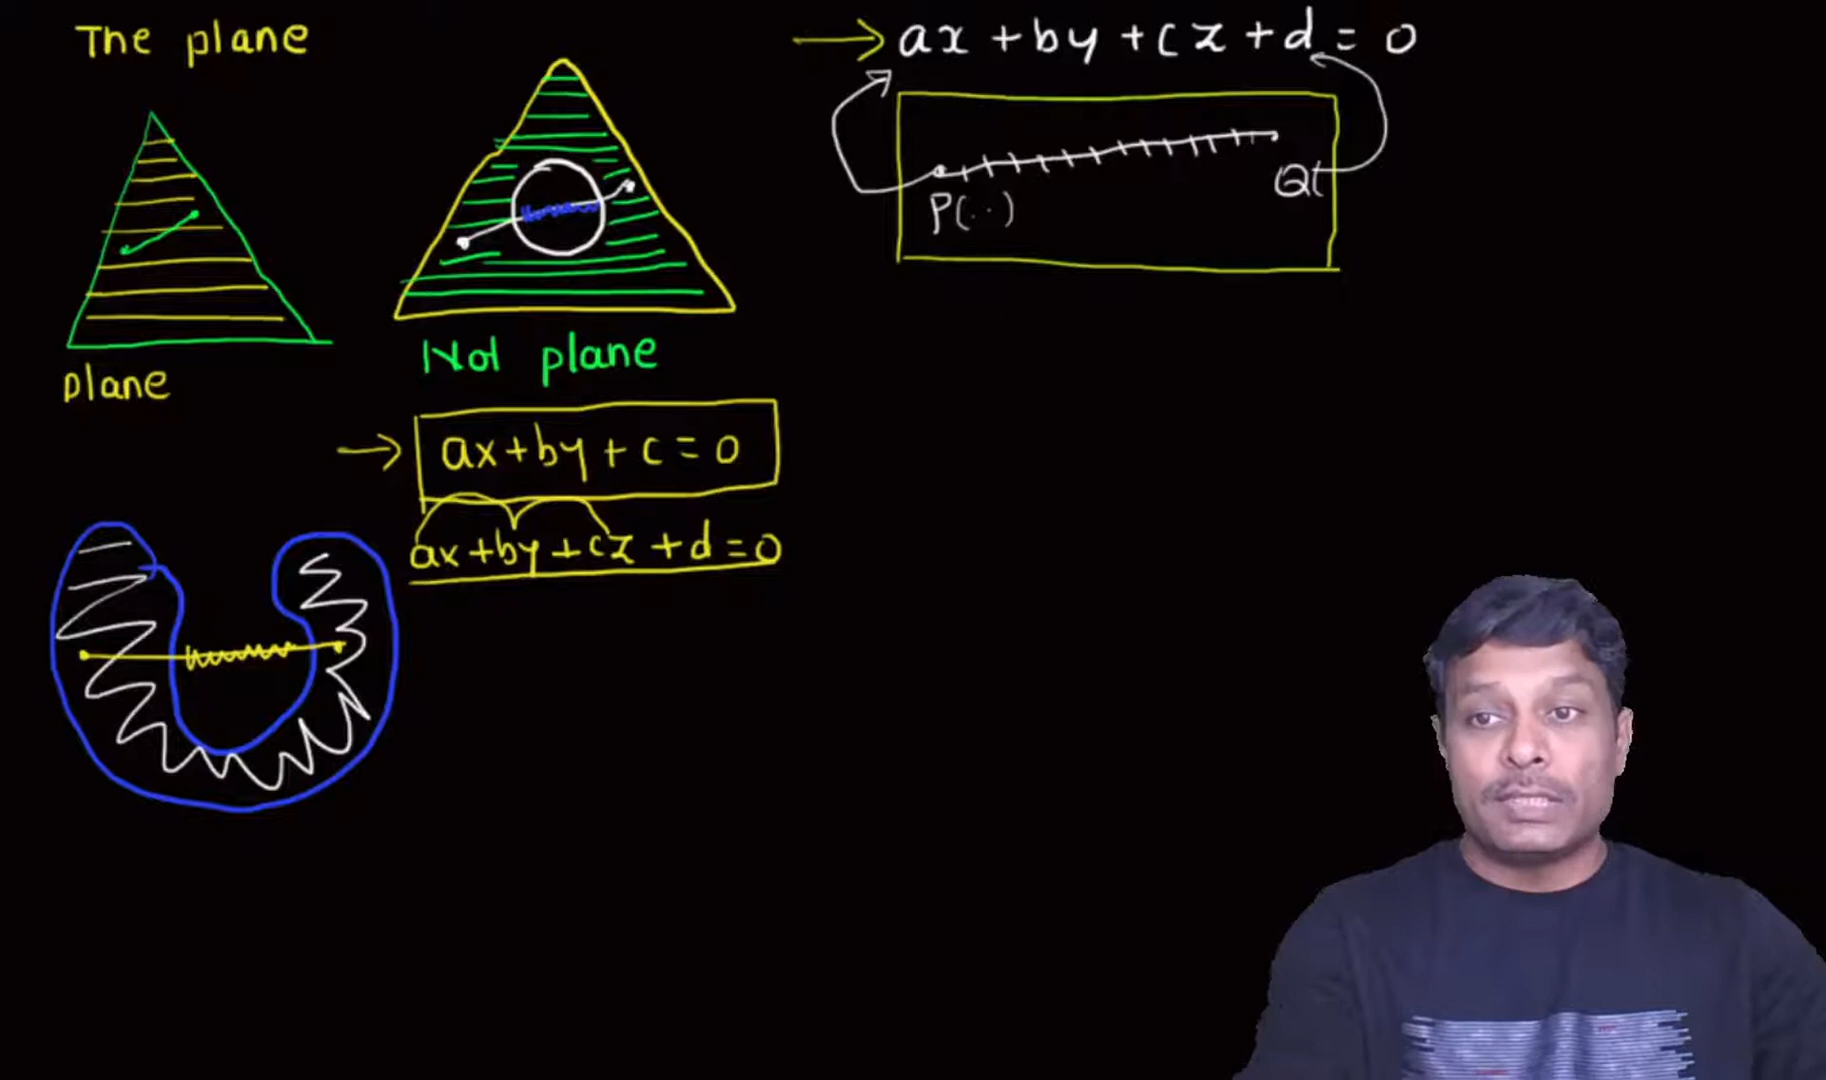 The plane
plane
Not plane
→ ax+by+c=0
ax+by+cz+d=0
→ ax+by+cz+d=0
P(..)
Q(